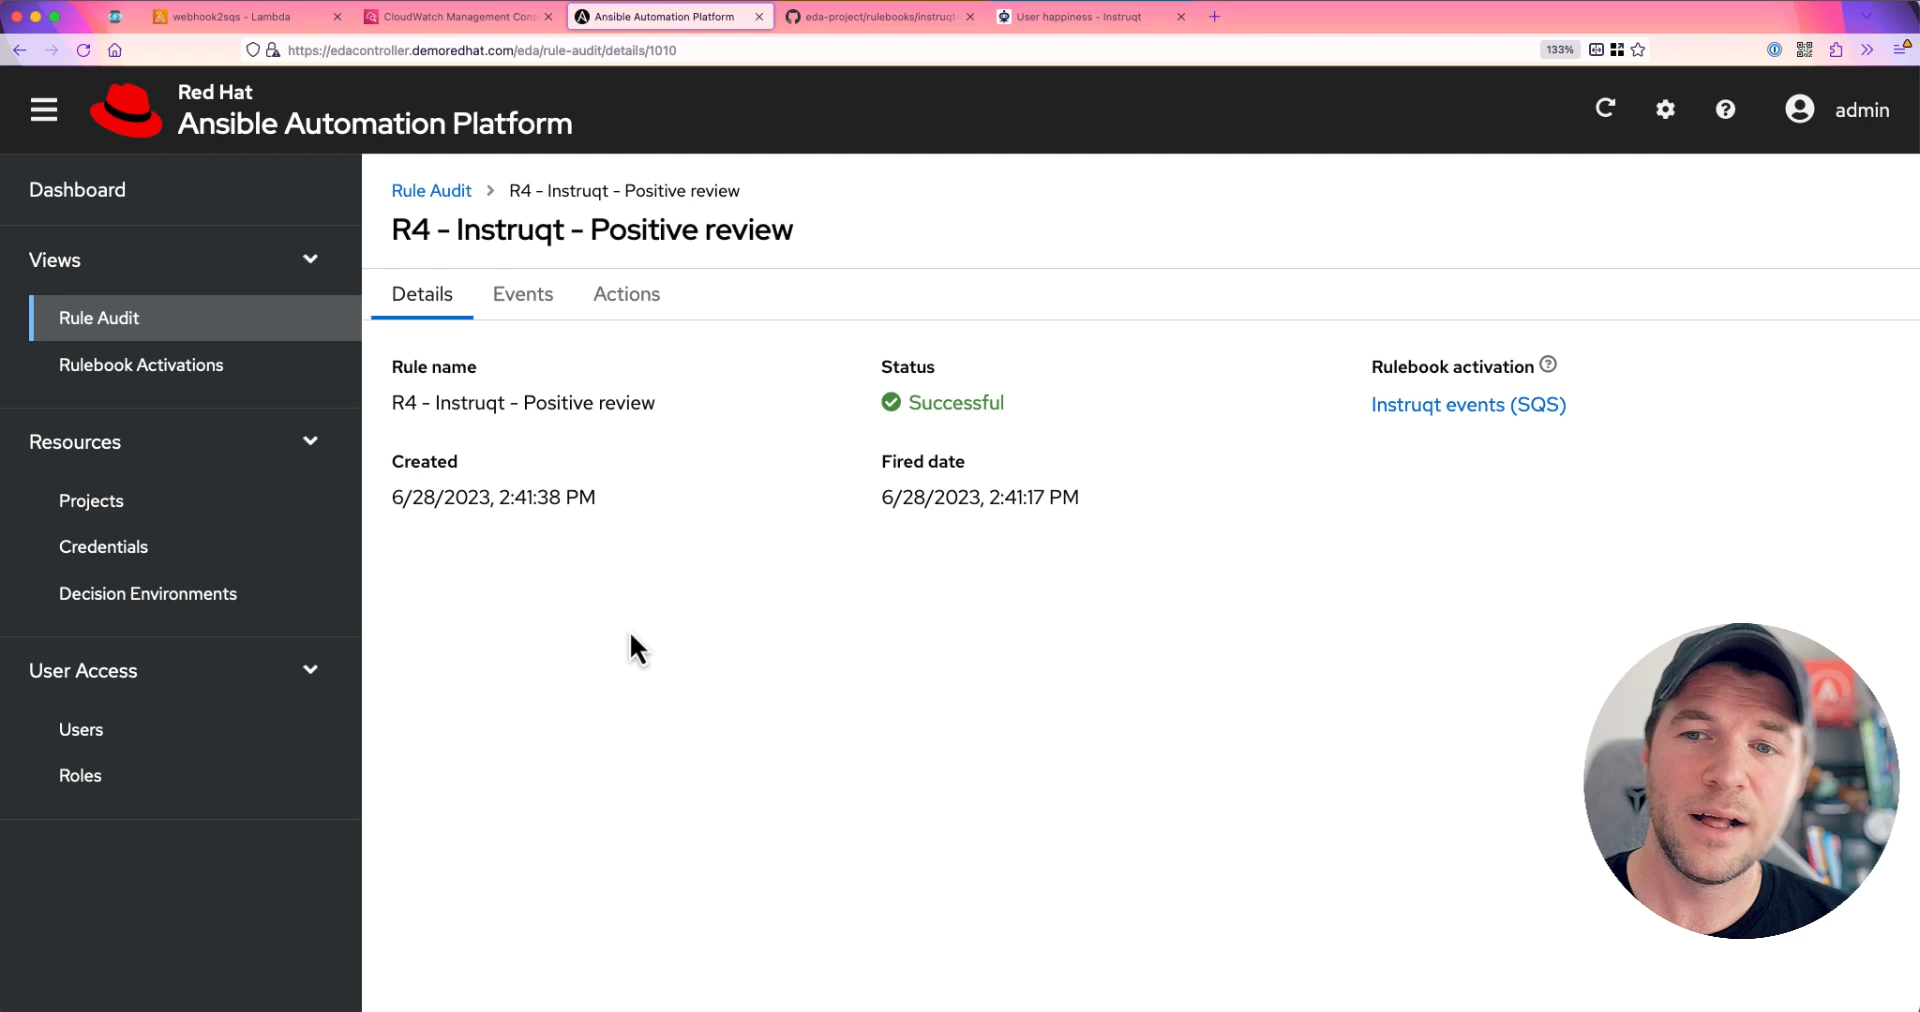 webhook2sqs - Lambda
CloudWatch Management Cons
Ansible Automation Platform
eda-project/rulebooks/instruqt-
User happiness - Instruqt
https://edacontroller.demoredhat.com/eda/rule-audit/details/1010
133%
Red Hat
Ansible Automation Platform
admin
Dashboard
Views
Rule Audit
Rulebook Activations
Resources
Projects
Credentials
Decision Environments
User Access
Users
Roles
Rule Audit > R4 - Instruqt - Positive review
R4 - Instruqt - Positive review
Details Events Actions
Rule name
R4 - Instruqt - Positive review
Status
Successful
Rulebook activation
Instruqt events (SQS)
Created
6/28/2023, 2:41:38 PM
Fired date
6/28/2023, 2:41:17 PM